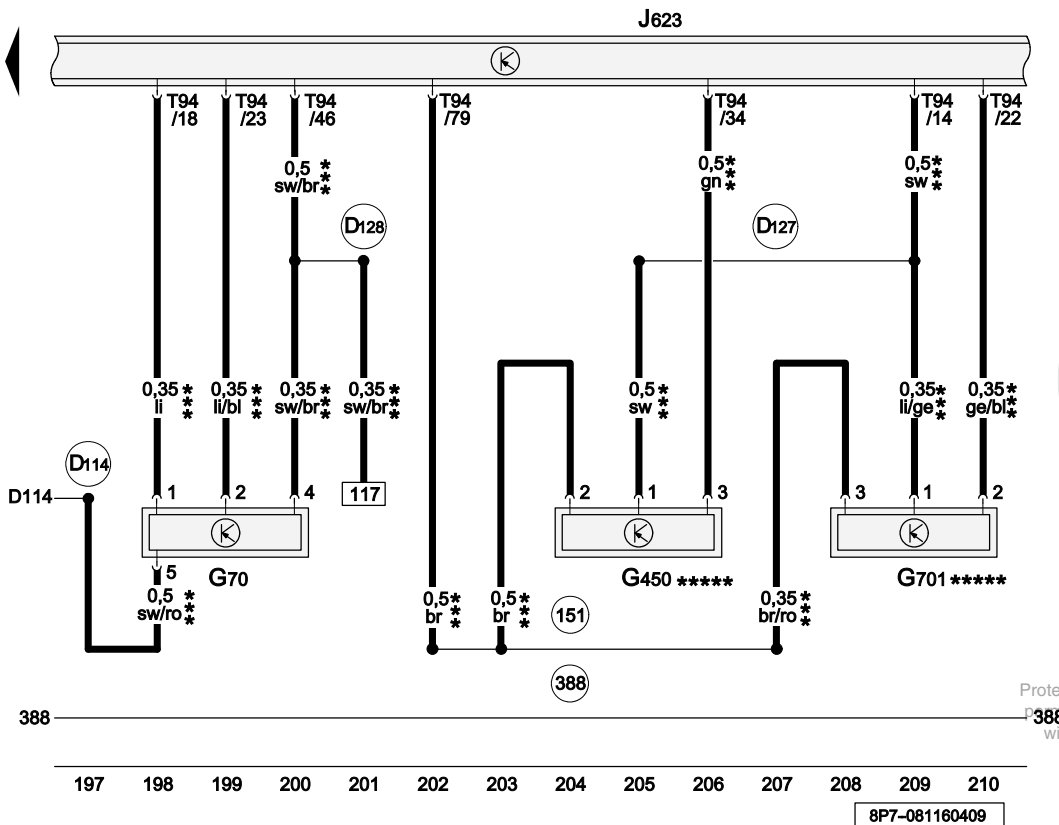 J623
T94 T94 T94 T94 T94 T94 T94
/18 /23 /46 /79 /34 /14 /22
0,5 *** 0,5 *** 0,5 ***
sw/br gn sw
D128 D127
0,35 *** 0,35 *** 0,35 *** 0,35 *** 0,5 *** 0,35 *** 0,35 ***
li li/bl sw/br sw/br sw li/ge ge/bl
D114
D114 1 2 4 117 2 1 3 3 1 2
5 G70 G450 ***** G701 *****
0,5 *** 0,5 *** 0,5 *** 0,35 ***
sw/ro br br br/ro
151
388
Prote
388 388
wi
197 198 199 200 201 202 203 204 205 206 207 208 209 210
8P7-081160409